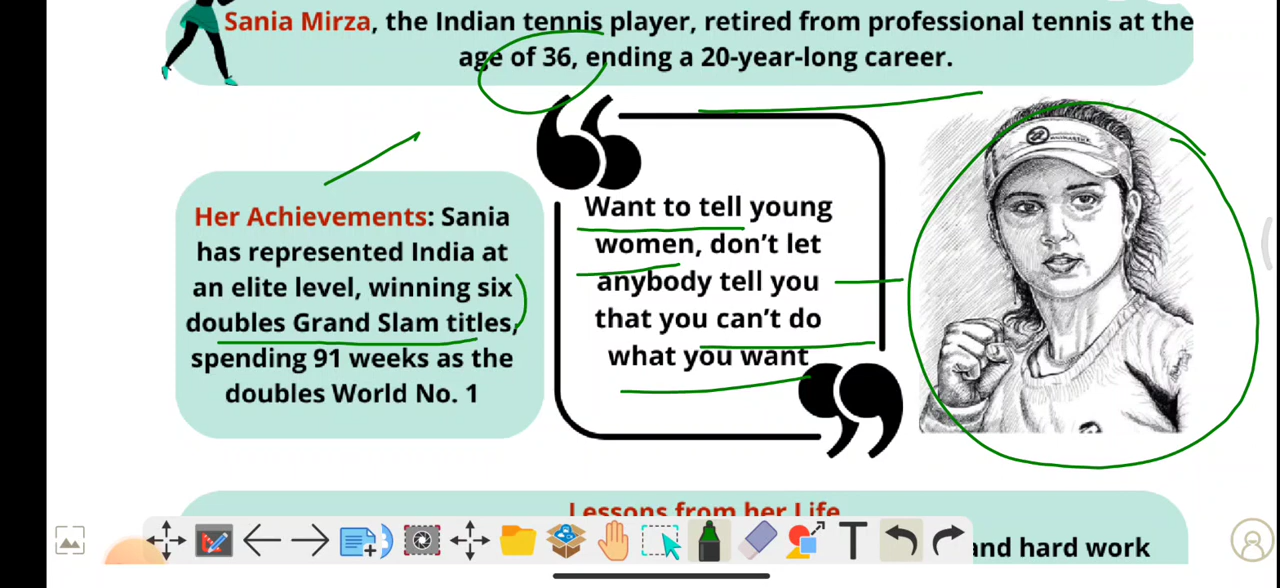 Sania Mirza, the Indian tennis player, retired from professional tennis at the
age of 36, ending a 20-year-long career.
Her Achievements: Sania
has represented India at
an elite level, winning six
doubles Grand Slam titles,
spending 91 weeks as the
doubles World No. 1
Want to tell young
women, don’t let
anybody tell you
that you can’t do
what you want
Lessons from her Life
and hard work
T